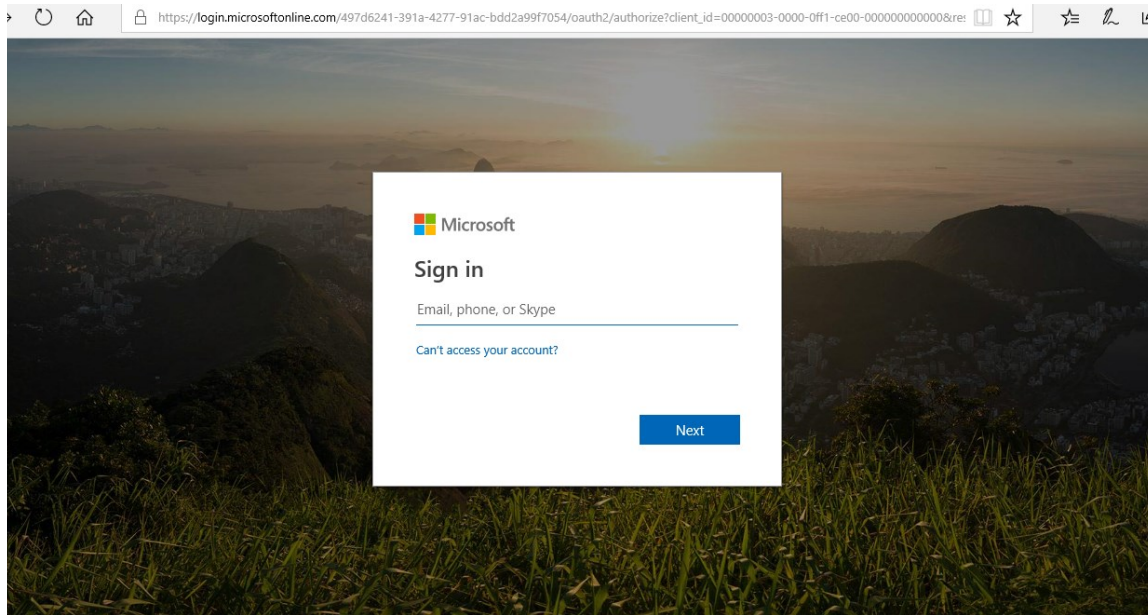 https://login.microsoftonline.com/497d6241-391a-4277-91ac-bdd2a99f7054/oauth2/authorize?client_id=00000003-0000-0ff1-ce00-000000000000&res
Microsoft
Sign in
Email, phone, or Skype
Can't access your account?
Next